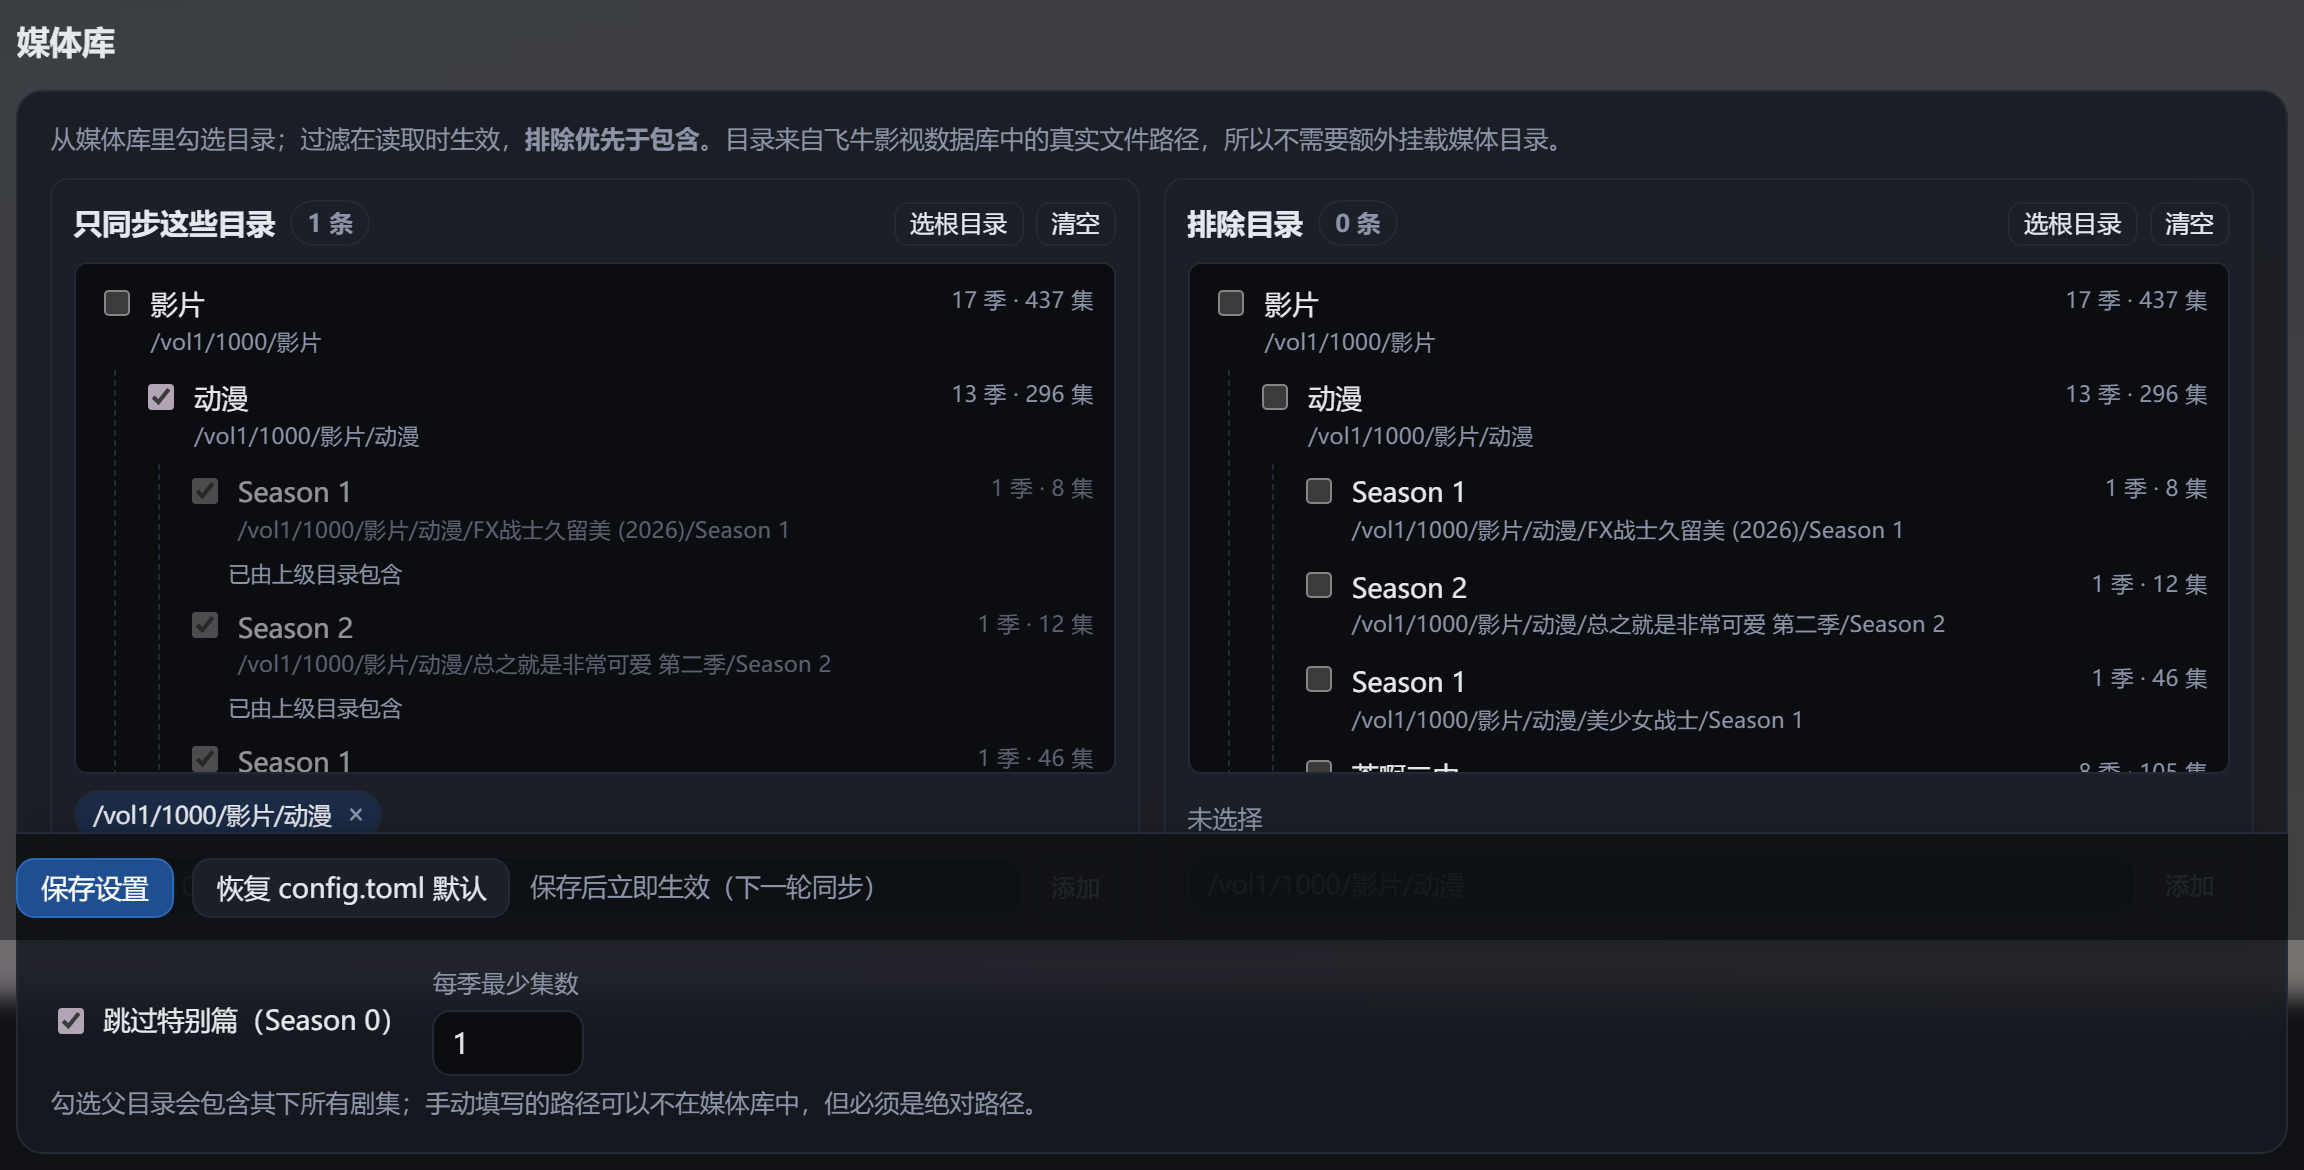 媒体库
从媒体库里勾选目录；过滤在读取时生效，排除优先于包含。目录来自飞牛影视数据库中的真实文件路径，所以不需要额外挂载媒体目录。
只同步这些目录 1 条 选根目录 清空
影片 17 季 · 437 集
/vol1/1000/影片
动漫 13 季 · 296 集
/vol1/1000/影片/动漫
Season 1 1 季 · 8 集
/vol1/1000/影片/动漫/FX战士久留美 (2026)/Season 1
已由上级目录包含
Season 2 1 季 · 12 集
/vol1/1000/影片/动漫/总之就是非常可爱 第二季/Season 2
已由上级目录包含
Season 1 1 季 · 46 集
/vol1/1000/影片/动漫 ×
排除目录 0 条 选根目录 清空
影片 17 季 · 437 集
/vol1/1000/影片
动漫 13 季 · 296 集
/vol1/1000/影片/动漫
Season 1 1 季 · 8 集
/vol1/1000/影片/动漫/FX战士久留美 (2026)/Season 1
Season 2 1 季 · 12 集
/vol1/1000/影片/动漫/总之就是非常可爱 第二季/Season 2
Season 1 1 季 · 46 集
/vol1/1000/影片/动漫/美少女战士/Season 1
8 季 · 105 集
未选择
保存设置 恢复 config.toml 默认 保存后立即生效（下一轮同步） 添加 /vol1/1000/影片/动漫 添加
每季最少集数
跳过特别篇（Season 0） 1
勾选父目录会包含其下所有剧集；手动填写的路径可以不在媒体库中，但必须是绝对路径。